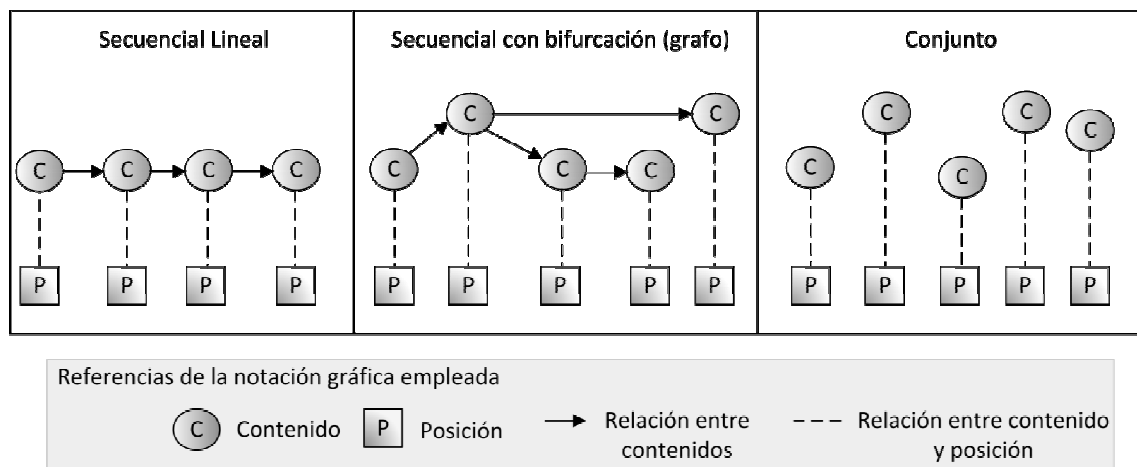 Secuencial Lineal
C C C C
P P P P
Secuencial con bifurcación (grafo)
C C
C C C
P P P P P
Conjunto
C C C
C C
P P P P P
Referencias de la notación gráfica empleada
C Contenido
P Posición
Relación entre
contenidos
Relación entre contenido
y posición